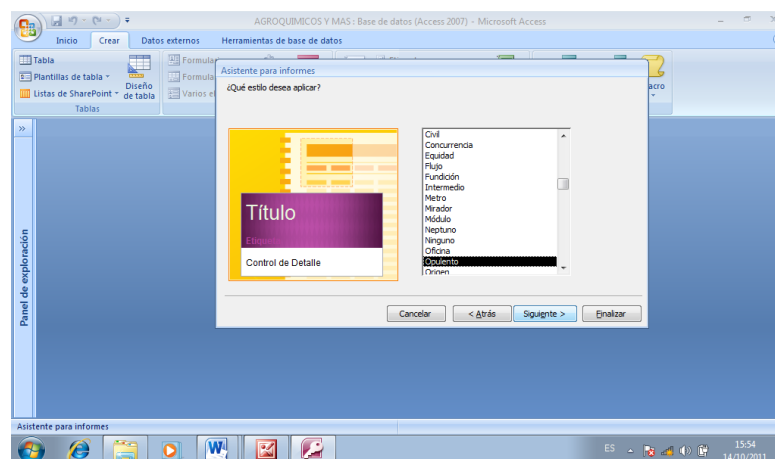 AGROQUIMICOS Y MAS : Base de datos (Access 2007) - Microsoft Access
Inicio Crear Datos externos Herramientas de base de datos
Tabla
Plantillas de tabla
Listas de SharePoint
Diseño de tabla
Tablas
Asistente para informes
¿Qué estilo desea aplicar?
Título
Etiqueta
Control de Detalle
Civil
Concurrencia
Equidad
Flujo
Fundición
Intermedio
Metro
Mirador
Módulo
Neptuno
Ninguno
Oficina
Opulento
Origen
Cancelar < Atrás Siguiente > Finalizar
Panel de exploración
Asistente para informes
ES 15:54
14/10/2011